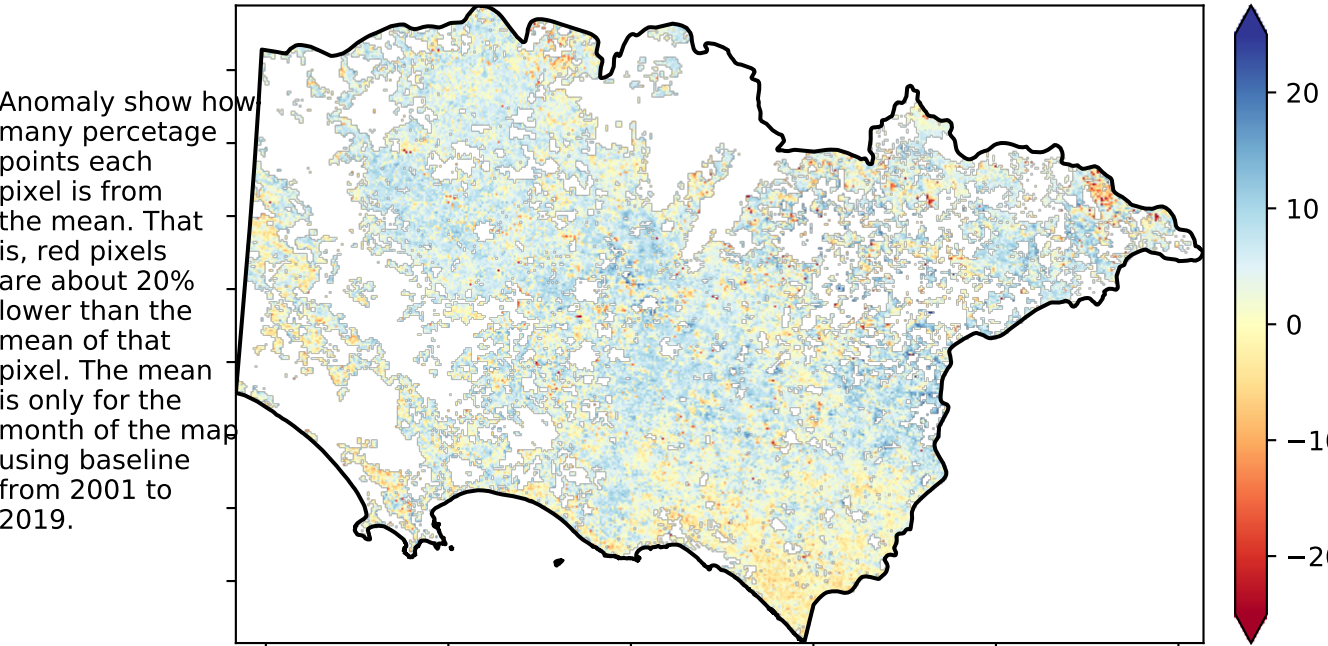 Anomaly show how
many percetage
points each
pixel is from
the mean. That
is, red pixels
are about 20%
lower than the
mean of that
pixel. The mean
is only for the
month of the map
using baseline
from 2001 to
2019.
20
10
0
−10
−20